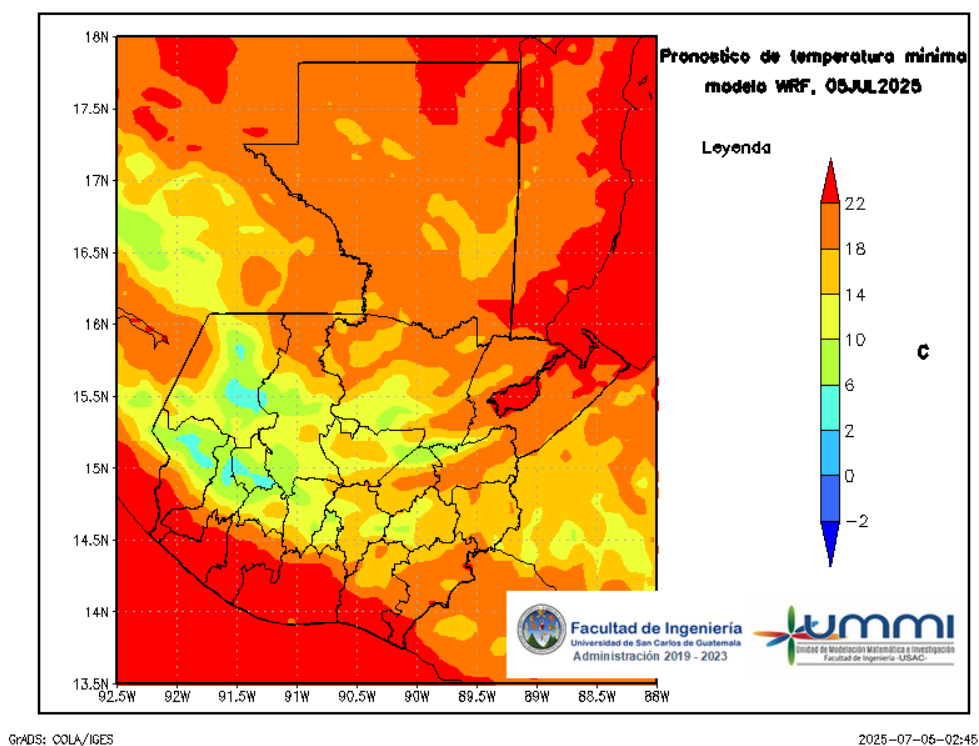 Pronostico de temperatura minima
modelo WRF, 05JUL2025
Leyenda
22
18
14
10
6
2
0
−2
C
18N
17.5N
17N
16.5N
16N
15.5N
15N
14.5N
14N
13.5N
92.5W
92W
91.5W
91W
90.5W
90W
89.5W
89W
88.5W
88W
Facultad de Ingeniería
Universidad de San Carlos de Guatemala
Administración 2019 - 2023
ummi
Unidad de Modelación Matemática e Investigación
Facultad de Ingeniería -USAC-
GrADS: COLA/IGES
2025-07-05-02:45